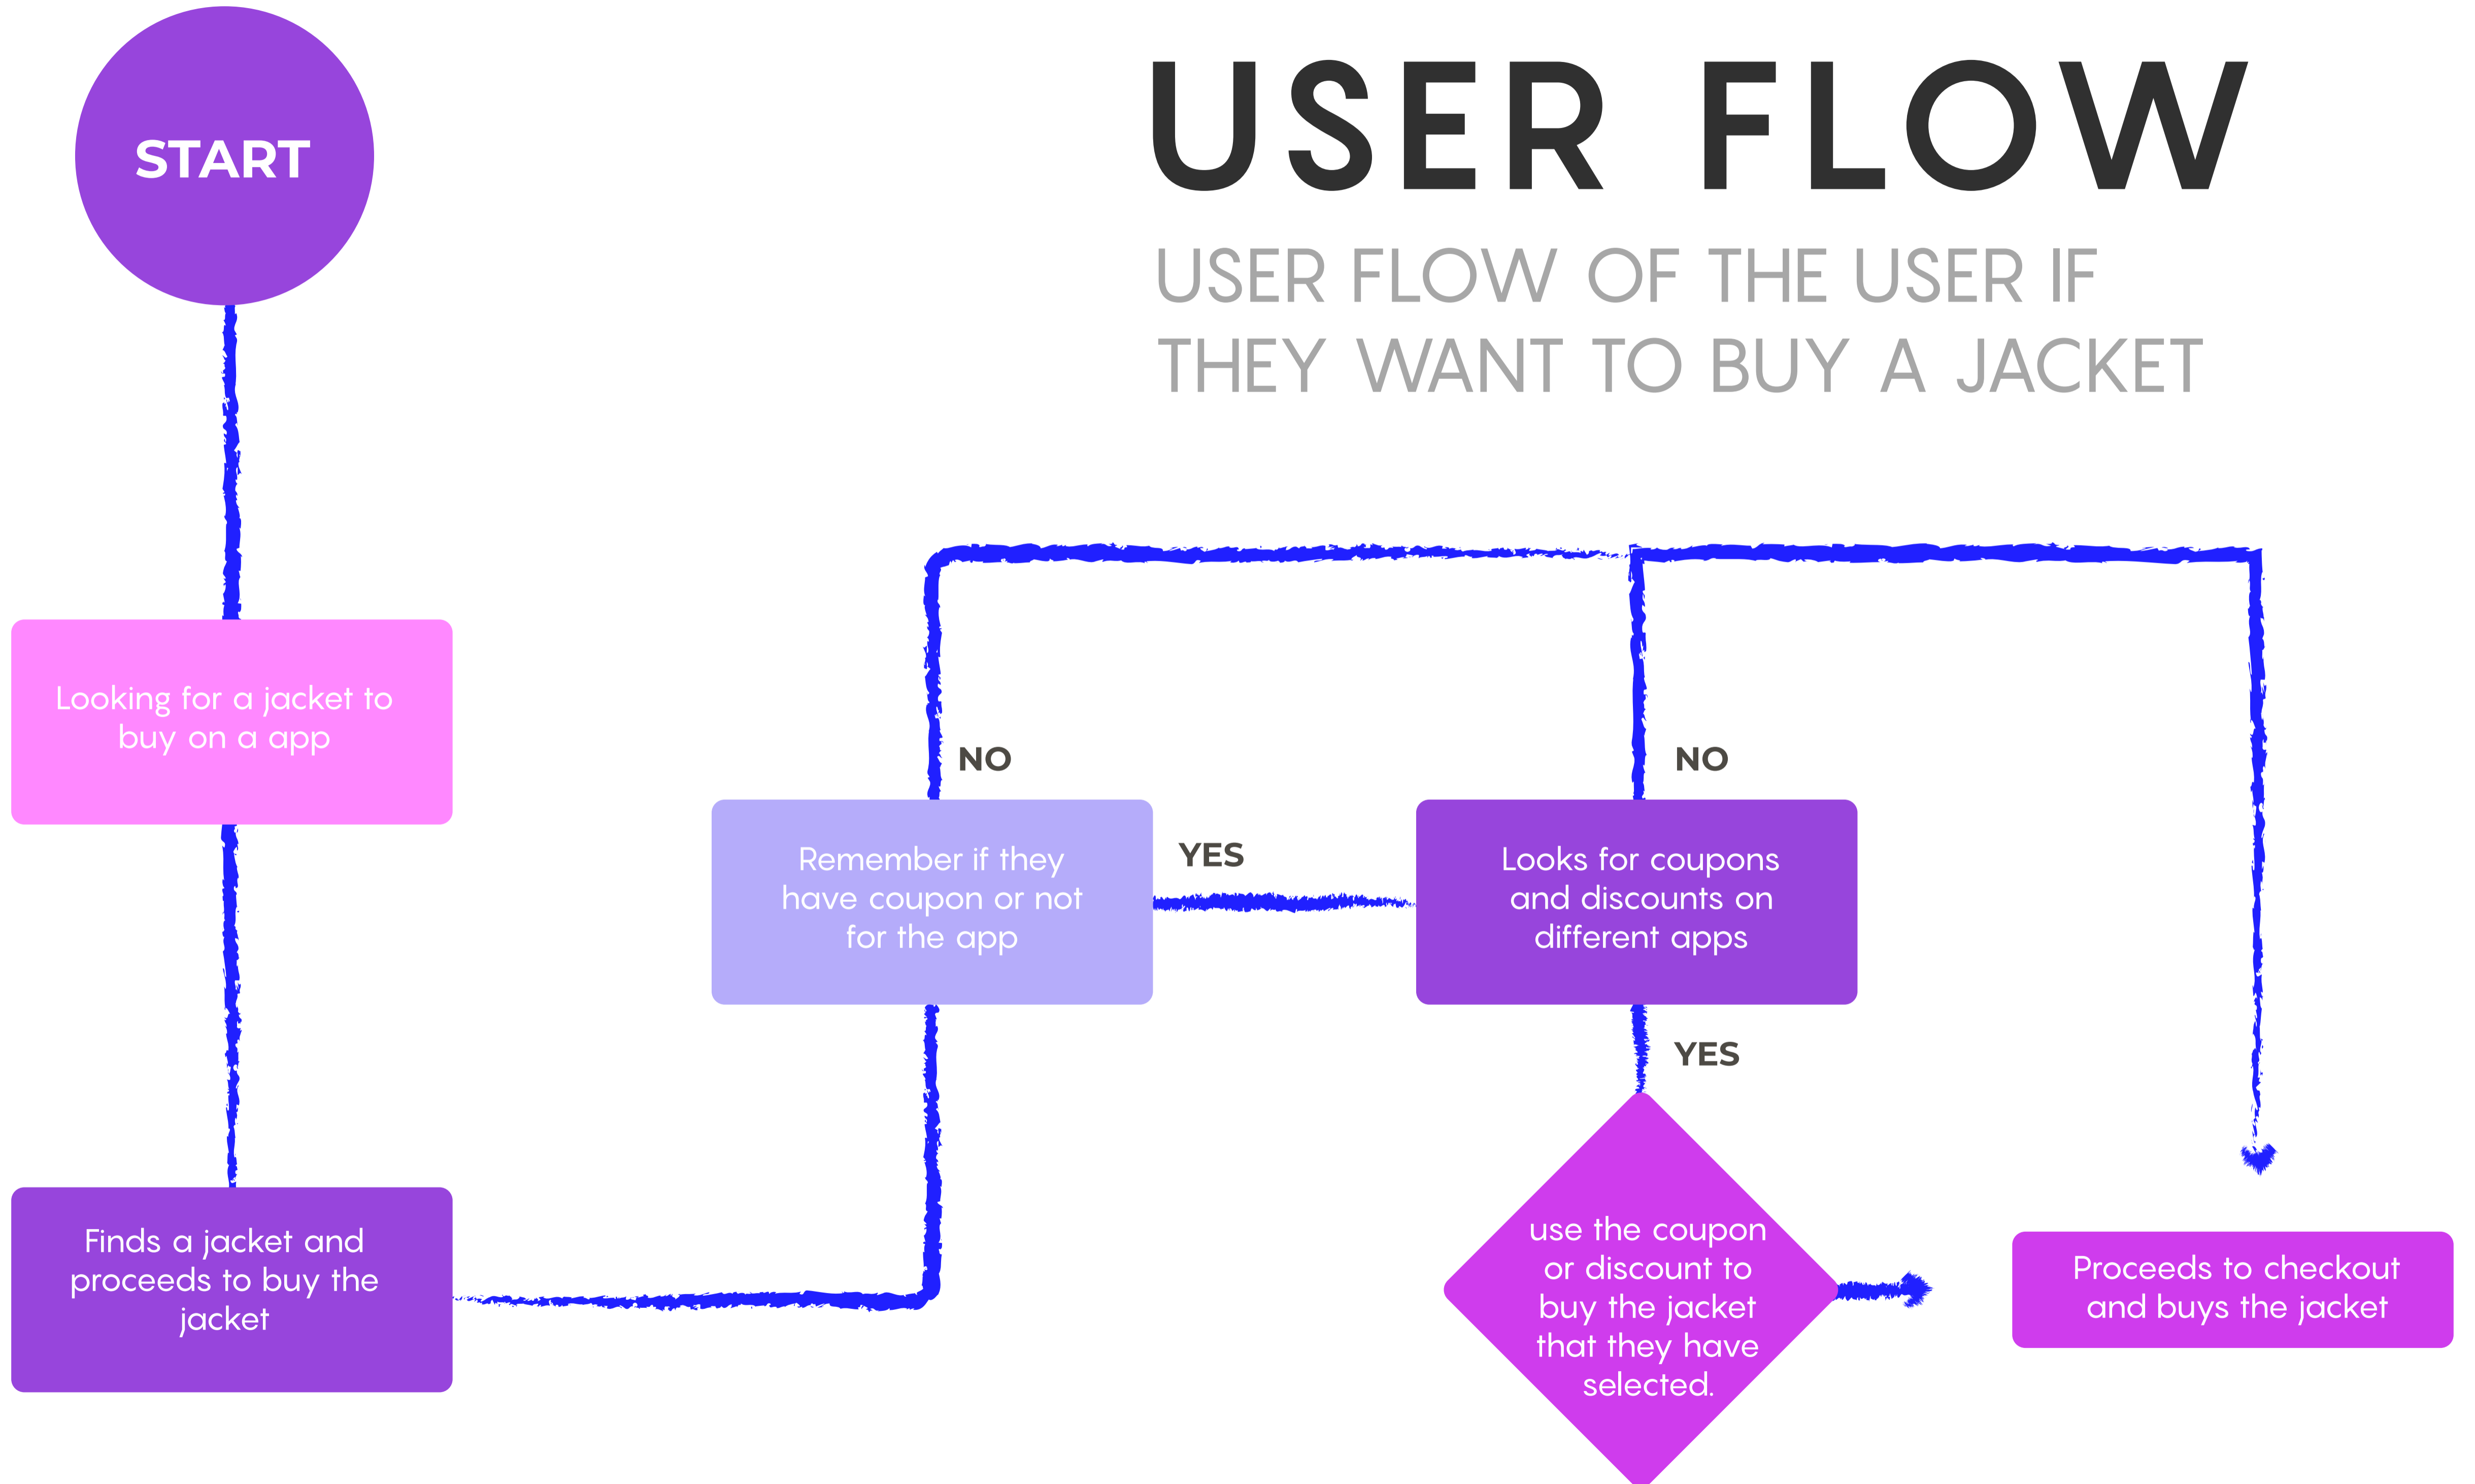 START
USER FLOW
USER FLOW OF THE USER IF
THEY WANT TO BUY A JACKET
Looking for a jacket to
buy on a app
Finds a jacket and
proceeds to buy the
jacket
NO
Remember if they
have coupon or not
for the app
YES
NO
Looks for coupons
and discounts on
different apps
YES
use the coupon
or discount to
buy the jacket
that they have
selected.
Proceeds to checkout
and buys the jacket